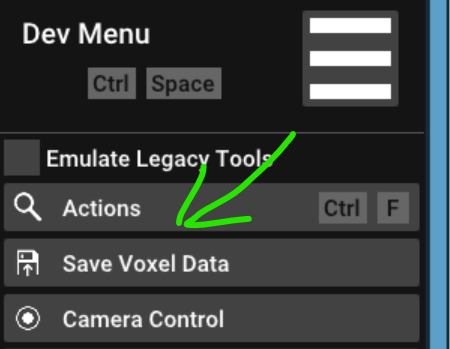 Dev Menu
Ctrl Space
Emulate Legacy Tools
Actions Ctrl F
Save Voxel Data
Camera Control